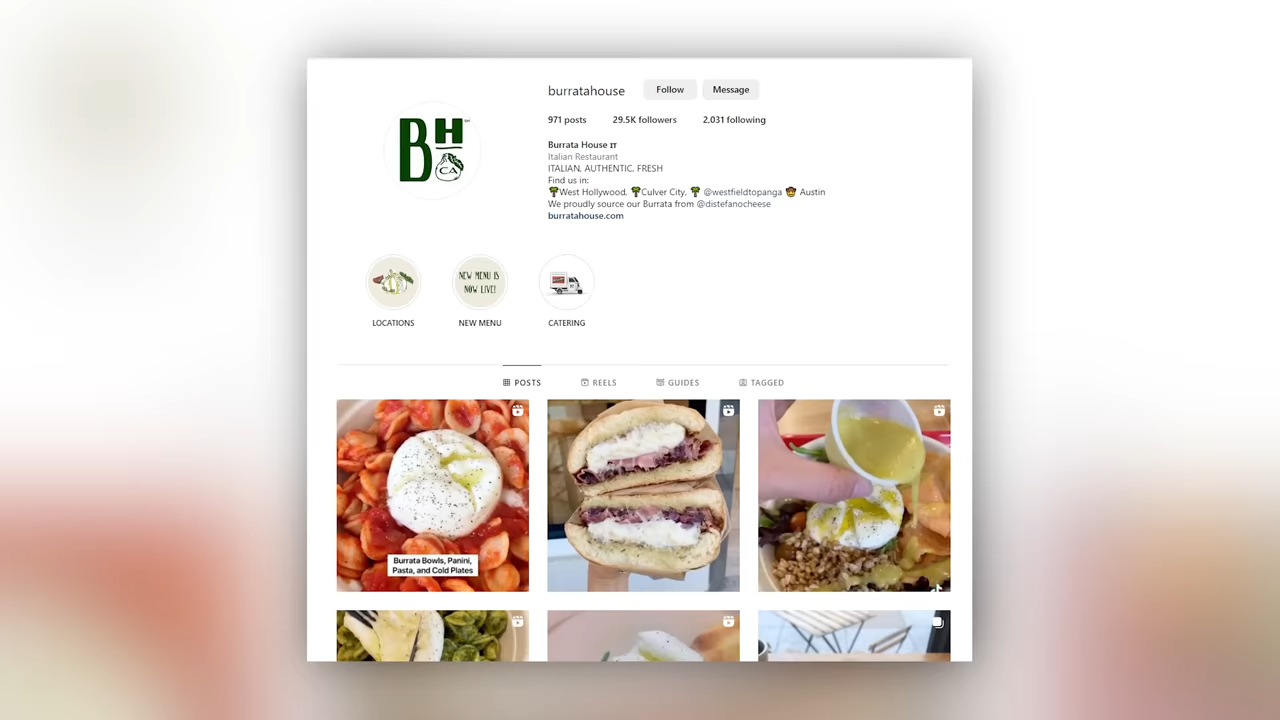 BH
CA
burratahouse Follow Message
971 posts 29.5K followers 2,031 following
Burrata House IT
Italian Restaurant
ITALIAN, AUTHENTIC, FRESH
Find us in:
🌴West Hollywood, 🌴Culver City, 🌴 @westfieldtopanga 🤠 Austin
We proudly source our Burrata from @distefanocheese
burratahouse.com
NEW MENU IS
NOW LIVE!
LOCATIONS NEW MENU CATERING
POSTS REELS GUIDES TAGGED
Burrata Bowls, Panini,
Pasta, and Cold Plates